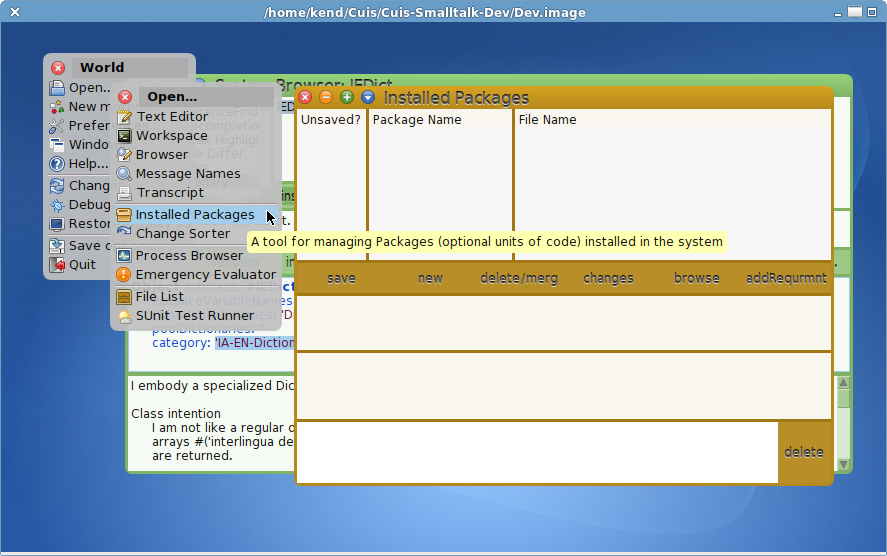 /home/kend/Cuis/Cuis-Smalltalk-Dev/Dev.image
World
Open..
New m
Prefer
Windo
Help...
Chang
Debug
Restor
Save o
Quit
Open...
Text Editor
Workspace
Browser
Message Names
Transcript
Installed Packages
Change Sorter
Process Browser
Emergency Evaluator
File List
SUnit Test Runner
System Browser: IEDict
Installed Packages
Unsaved? Package Name File Name
A tool for managing Packages (optional units of code) installed in the system
save new delete/merg changes browse addRequrmnt
delete
category: 'IA-EN-Diction
I embody a specialized Dic
Class intention
I am not like a regular d
arrays #('interlingua de
are returned.